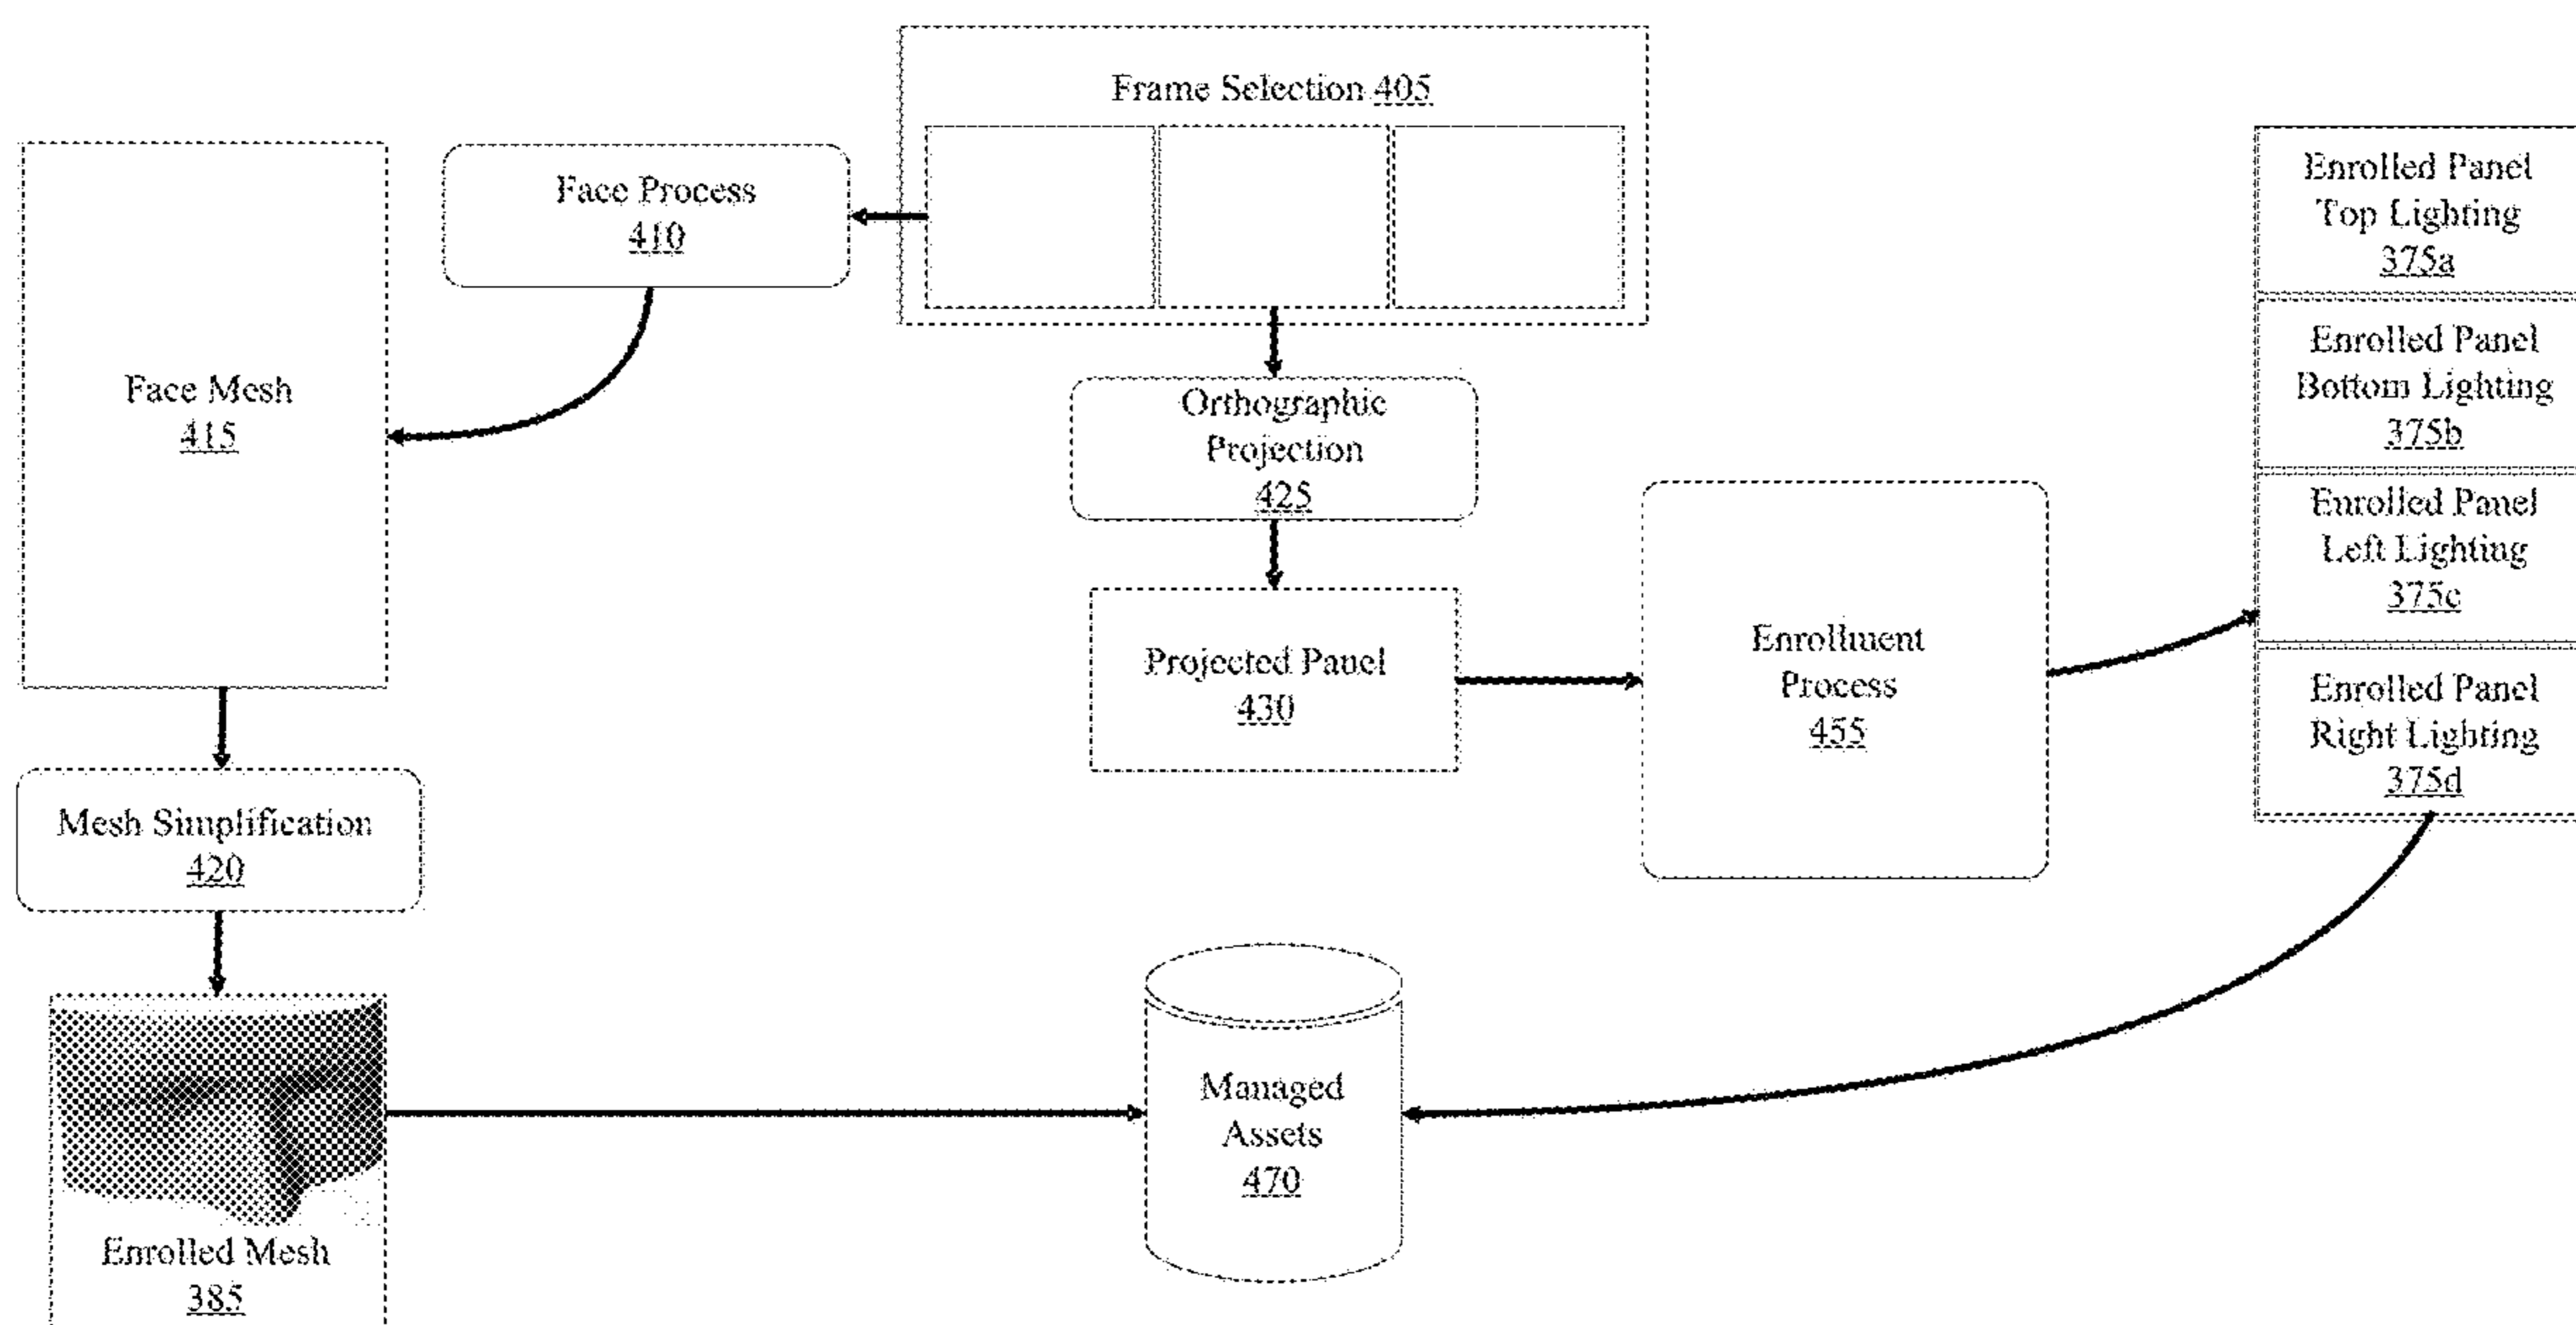 Frame Selection 405
Face Process
410
Face Mesh
415
Orthographic
Projection
425
Projected Panel
430
Enrollment
Process
455
Enrolled Panel
Top Lighting
375a
Enrolled Panel
Bottom Lighting
375b
Enrolled Panel
Left Lighting
375c
Enrolled Panel
Right Lighting
375d
Mesh Simplification
420
Enrolled Mesh
385
Managed
Assets
470